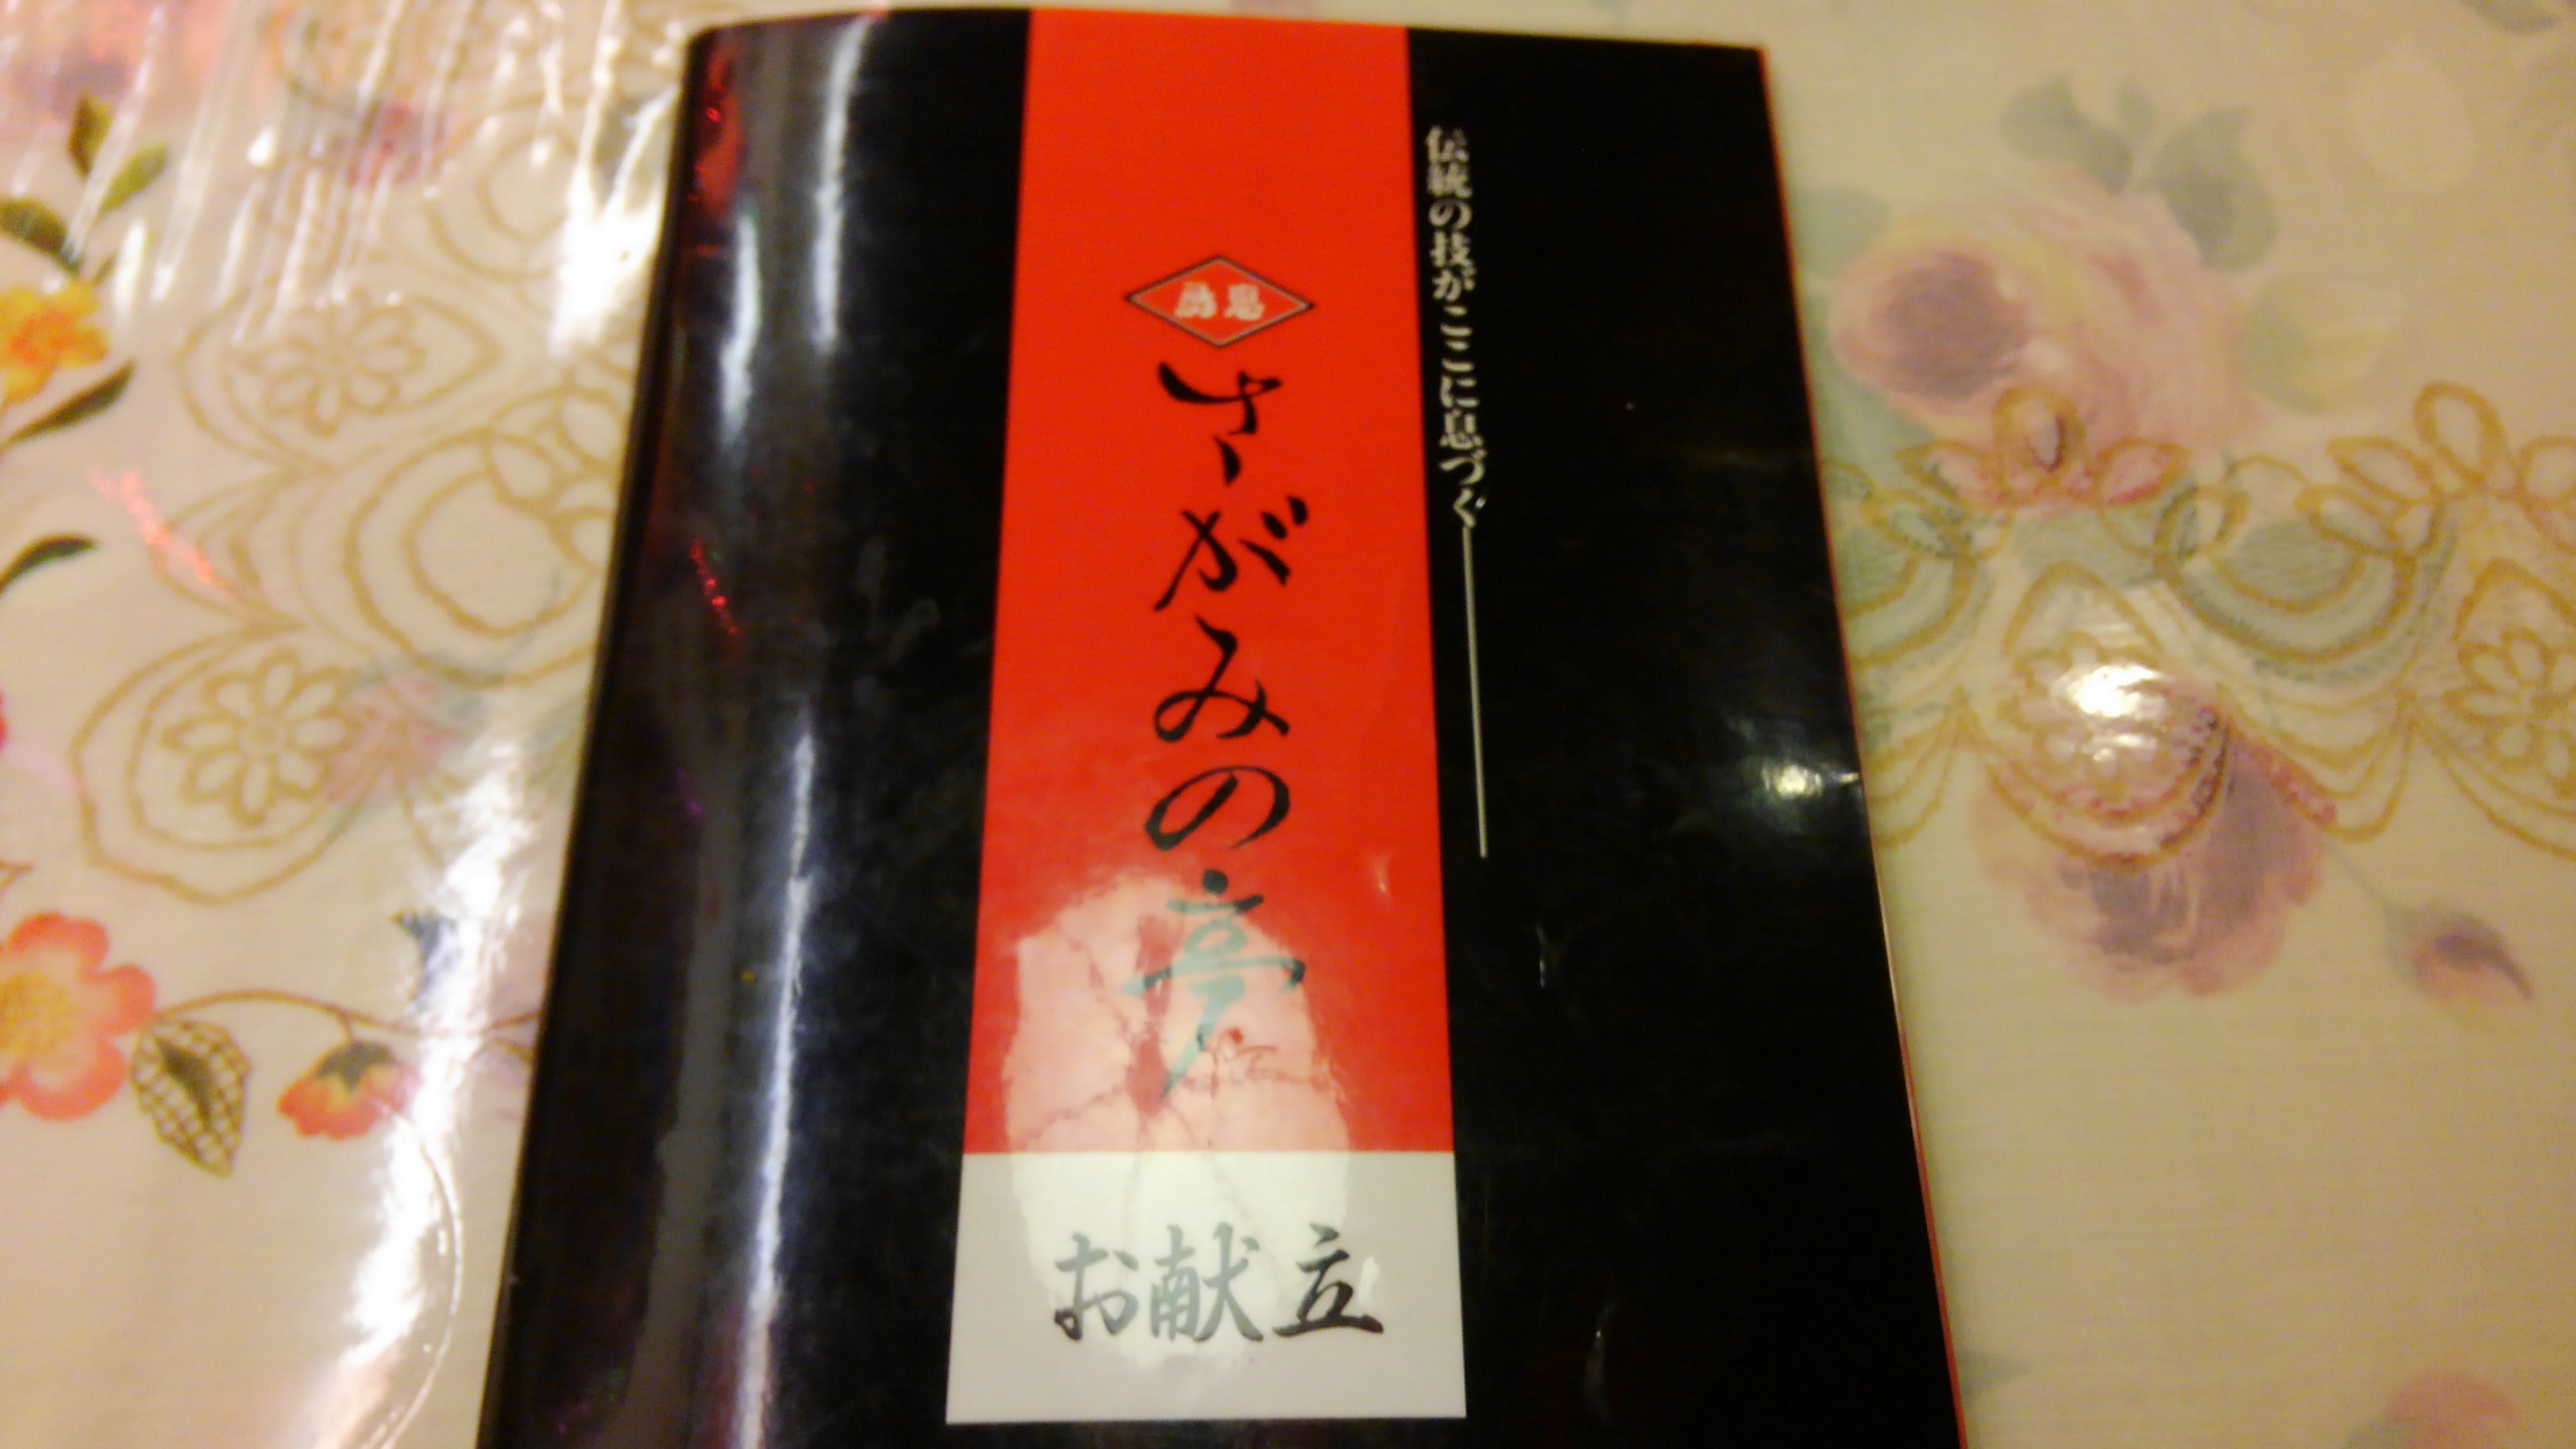 伝統の技がここに息づく
さがみの亭
お献立